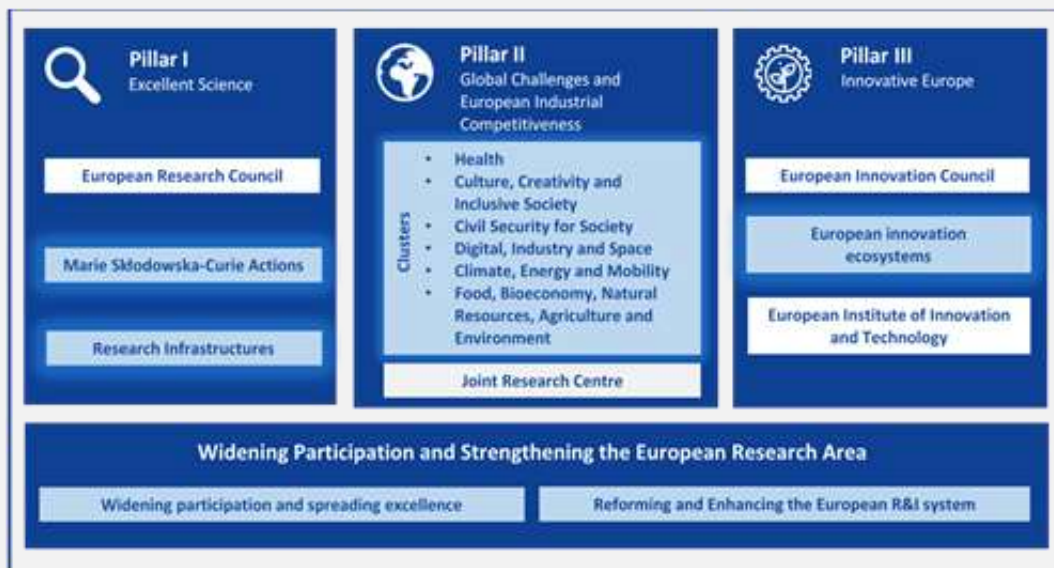 Pillar I
Excellent Science
European Research Council
Marie Skłodowska-Curie Actions
Research Infrastructures
Pillar II
Global Challenges and
European Industrial
Competitiveness
Clusters
• Health
• Culture, Creativity and
Inclusive Society
• Civil Security for Society
• Digital, Industry and Space
• Climate, Energy and Mobility
• Food, Bioeconomy, Natural
Resources, Agriculture and
Environment
Joint Research Centre
Pillar III
Innovative Europe
European Innovation Council
European innovation
ecosystems
European Institute of Innovation
and Technology
Widening Participation and Strengthening the European Research Area
Widening participation and spreading excellence
Reforming and Enhancing the European R&I system